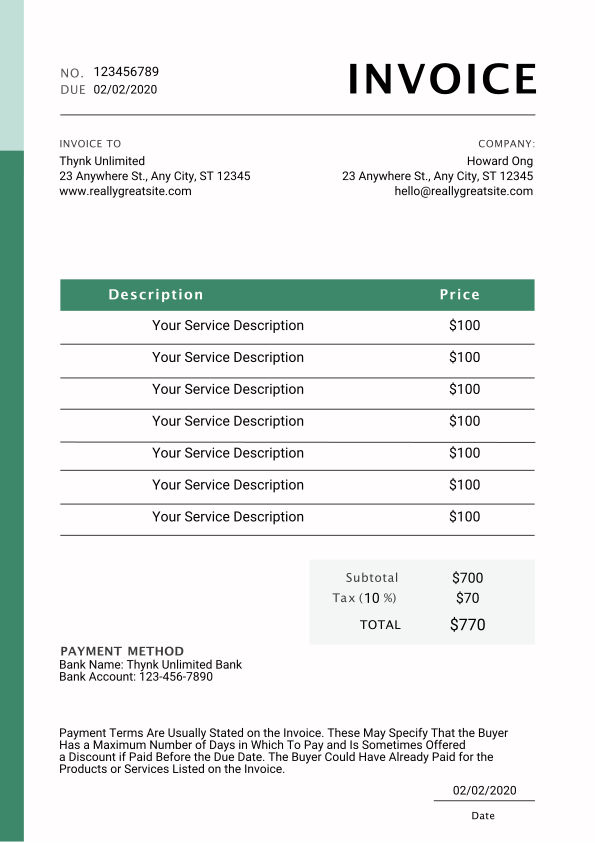 NO. 123456789
DUE 02/02/2020
INVOICE
INVOICE TO
Thynk Unlimited
23 Anywhere St., Any City, ST 12345
www.reallygreatsite.com
COMPANY:
Howard Ong
23 Anywhere St., Any City, ST 12345
hello@reallygreatsite.com
Description Price
Your Service Description $100
Your Service Description $100
Your Service Description $100
Your Service Description $100
Your Service Description $100
Your Service Description $100
Your Service Description $100
Subtotal $700
Tax (10 %) $70
TOTAL $770
PAYMENT METHOD
Bank Name: Thynk Unlimited Bank
Bank Account: 123-456-7890
Payment Terms Are Usually Stated on the Invoice. These May Specify That the Buyer
Has a Maximum Number of Days in Which To Pay and Is Sometimes Offered
a Discount if Paid Before the Due Date. The Buyer Could Have Already Paid for the
Products or Services Listed on the Invoice.
02/02/2020
Date